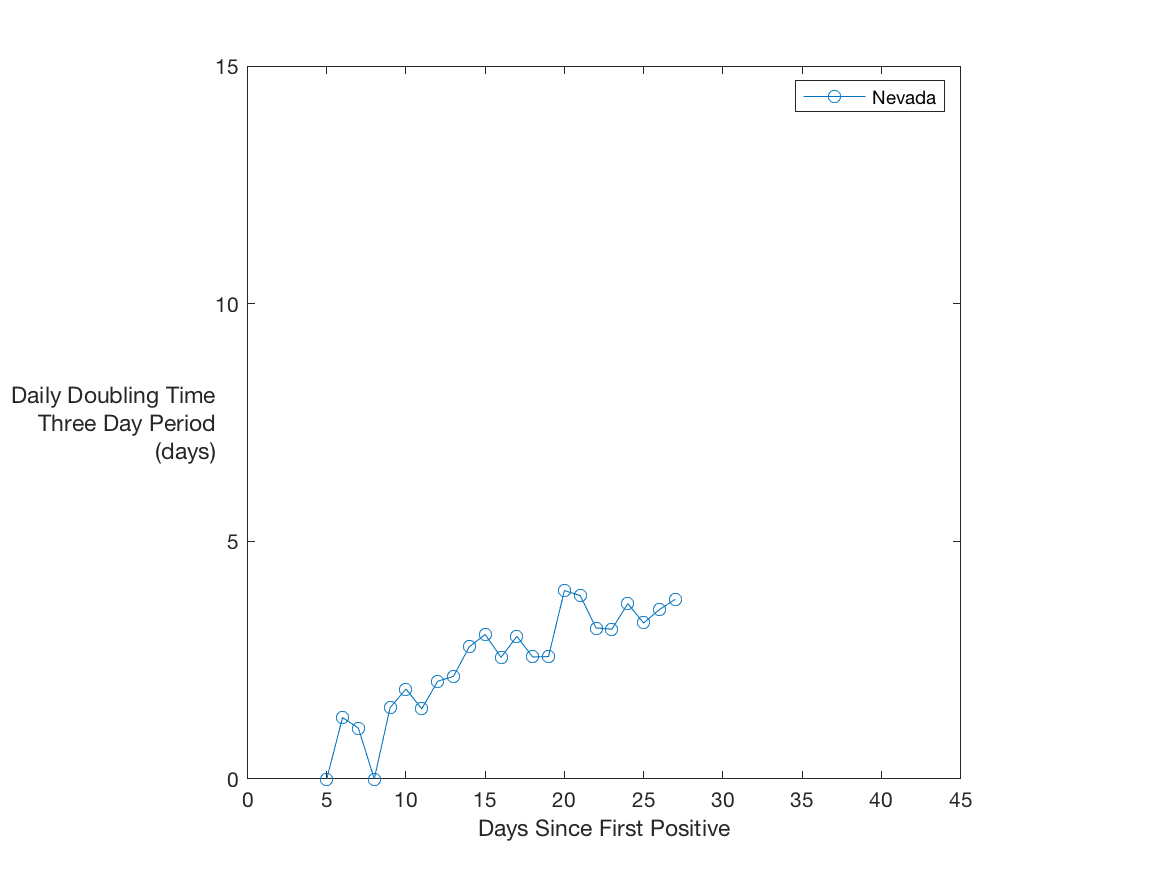 15
Nevada
10
Daily Doubling Time
Three Day Period
(days)
5
0
0 5 10 15 20 25 30 35 40 45
Days Since First Positive